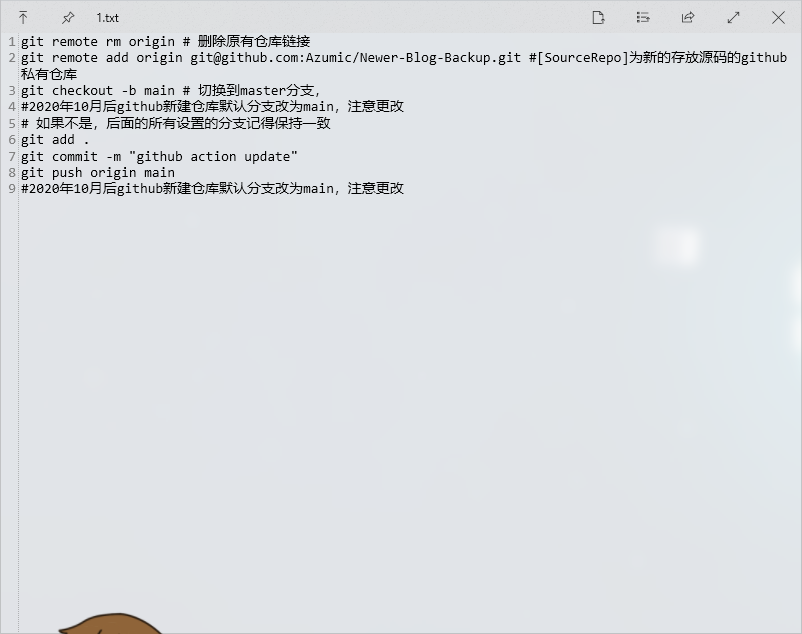 1.txt
1 git remote rm origin # 删除原有仓库链接
2 git remote add origin git@github.com:Azumic/Newer-Blog-Backup.git #[SourceRepo]为新的存放源码的github
私有仓库
3 git checkout -b main # 切换到master分支，
4 #2020年10月后github新建仓库默认分支改为main，注意更改
5 # 如果不是，后面的所有设置的分支记得保持一致
6 git add .
7 git commit -m "github action update"
8 git push origin main
9 #2020年10月后github新建仓库默认分支改为main，注意更改